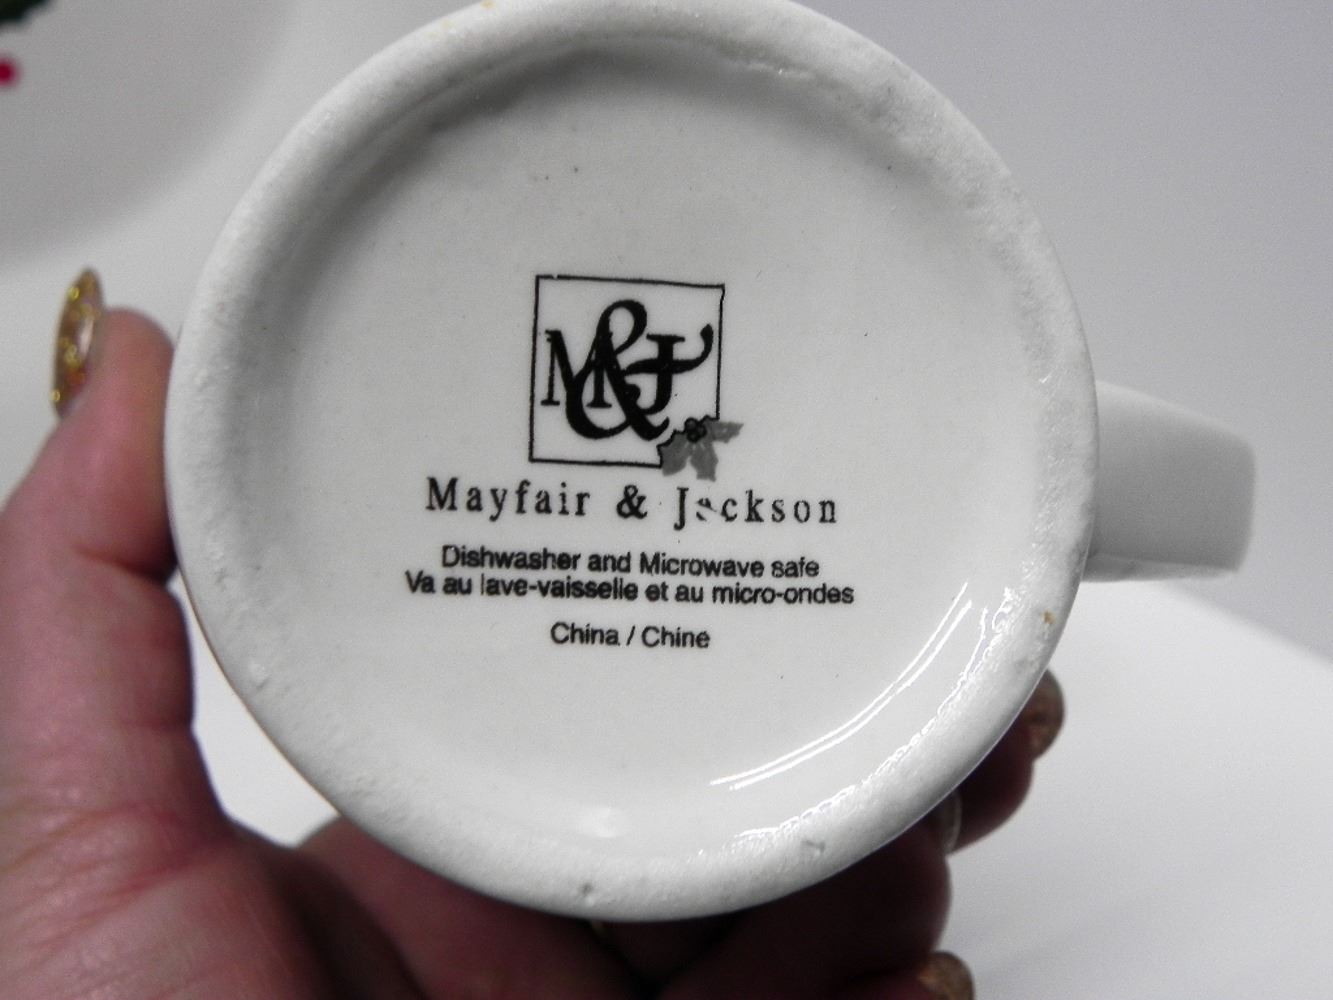 M&J
Mayfair & Jackson
Dishwasher and Microwave safe
Va au lave-vaisselle et au micro-ondes
China / Chine